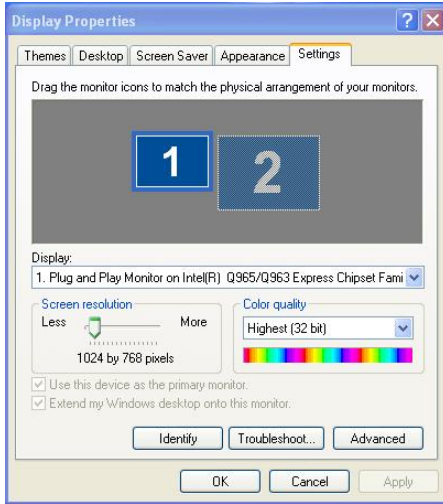 Display Properties
Themes Desktop Screen Saver Appearance Settings
Drag the monitor icons to match the physical arrangement of your monitors.
1 2
Display:
1. Plug and Play Monitor on Intel(R) Q965/Q963 Express Chipset Fami
Screen resolution
Less More
1024 by 768 pixels
Color quality
Highest (32 bit)
Use this device as the primary monitor.
Extend my Windows desktop onto this monitor.
Identify Troubleshoot... Advanced
OK Cancel Apply